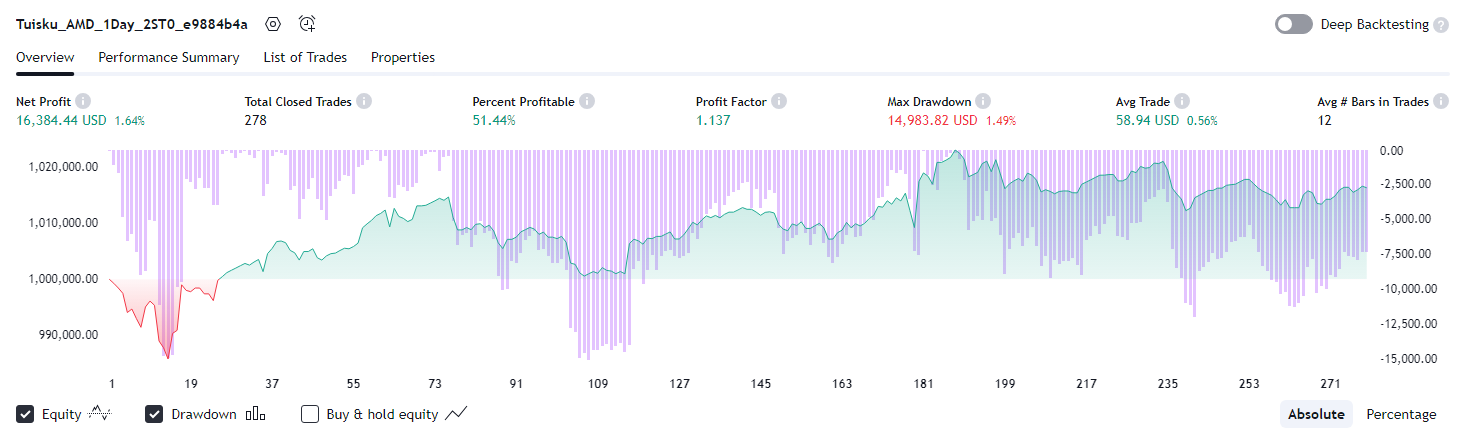 Tuisku_AMD_1Day_2ST0_e9884b4a Deep Backtesting ?
Overview Performance Summary List of Trades Properties
Net Profit i Total Closed Trades i Percent Profitable i Profit Factor i Max Drawdown i Avg Trade i Avg # Bars in Trades i
16,384.44 USD 1.64% 278 51.44% 1.137 14,983.82 USD 1.49% 58.94 USD 0.56% 12
0.00
1,020,000.00
-2,500.00
1,010,000.00 -5,000.00
-7,500.00
1,000,000.00
-10,000.00
-12,500.00
990,000.00
-15,000.00
1 19 37 55 73 91 109 127 145 163 181 199 217 235 253 271
Equity Drawdown Buy & hold equity Absolute Percentage